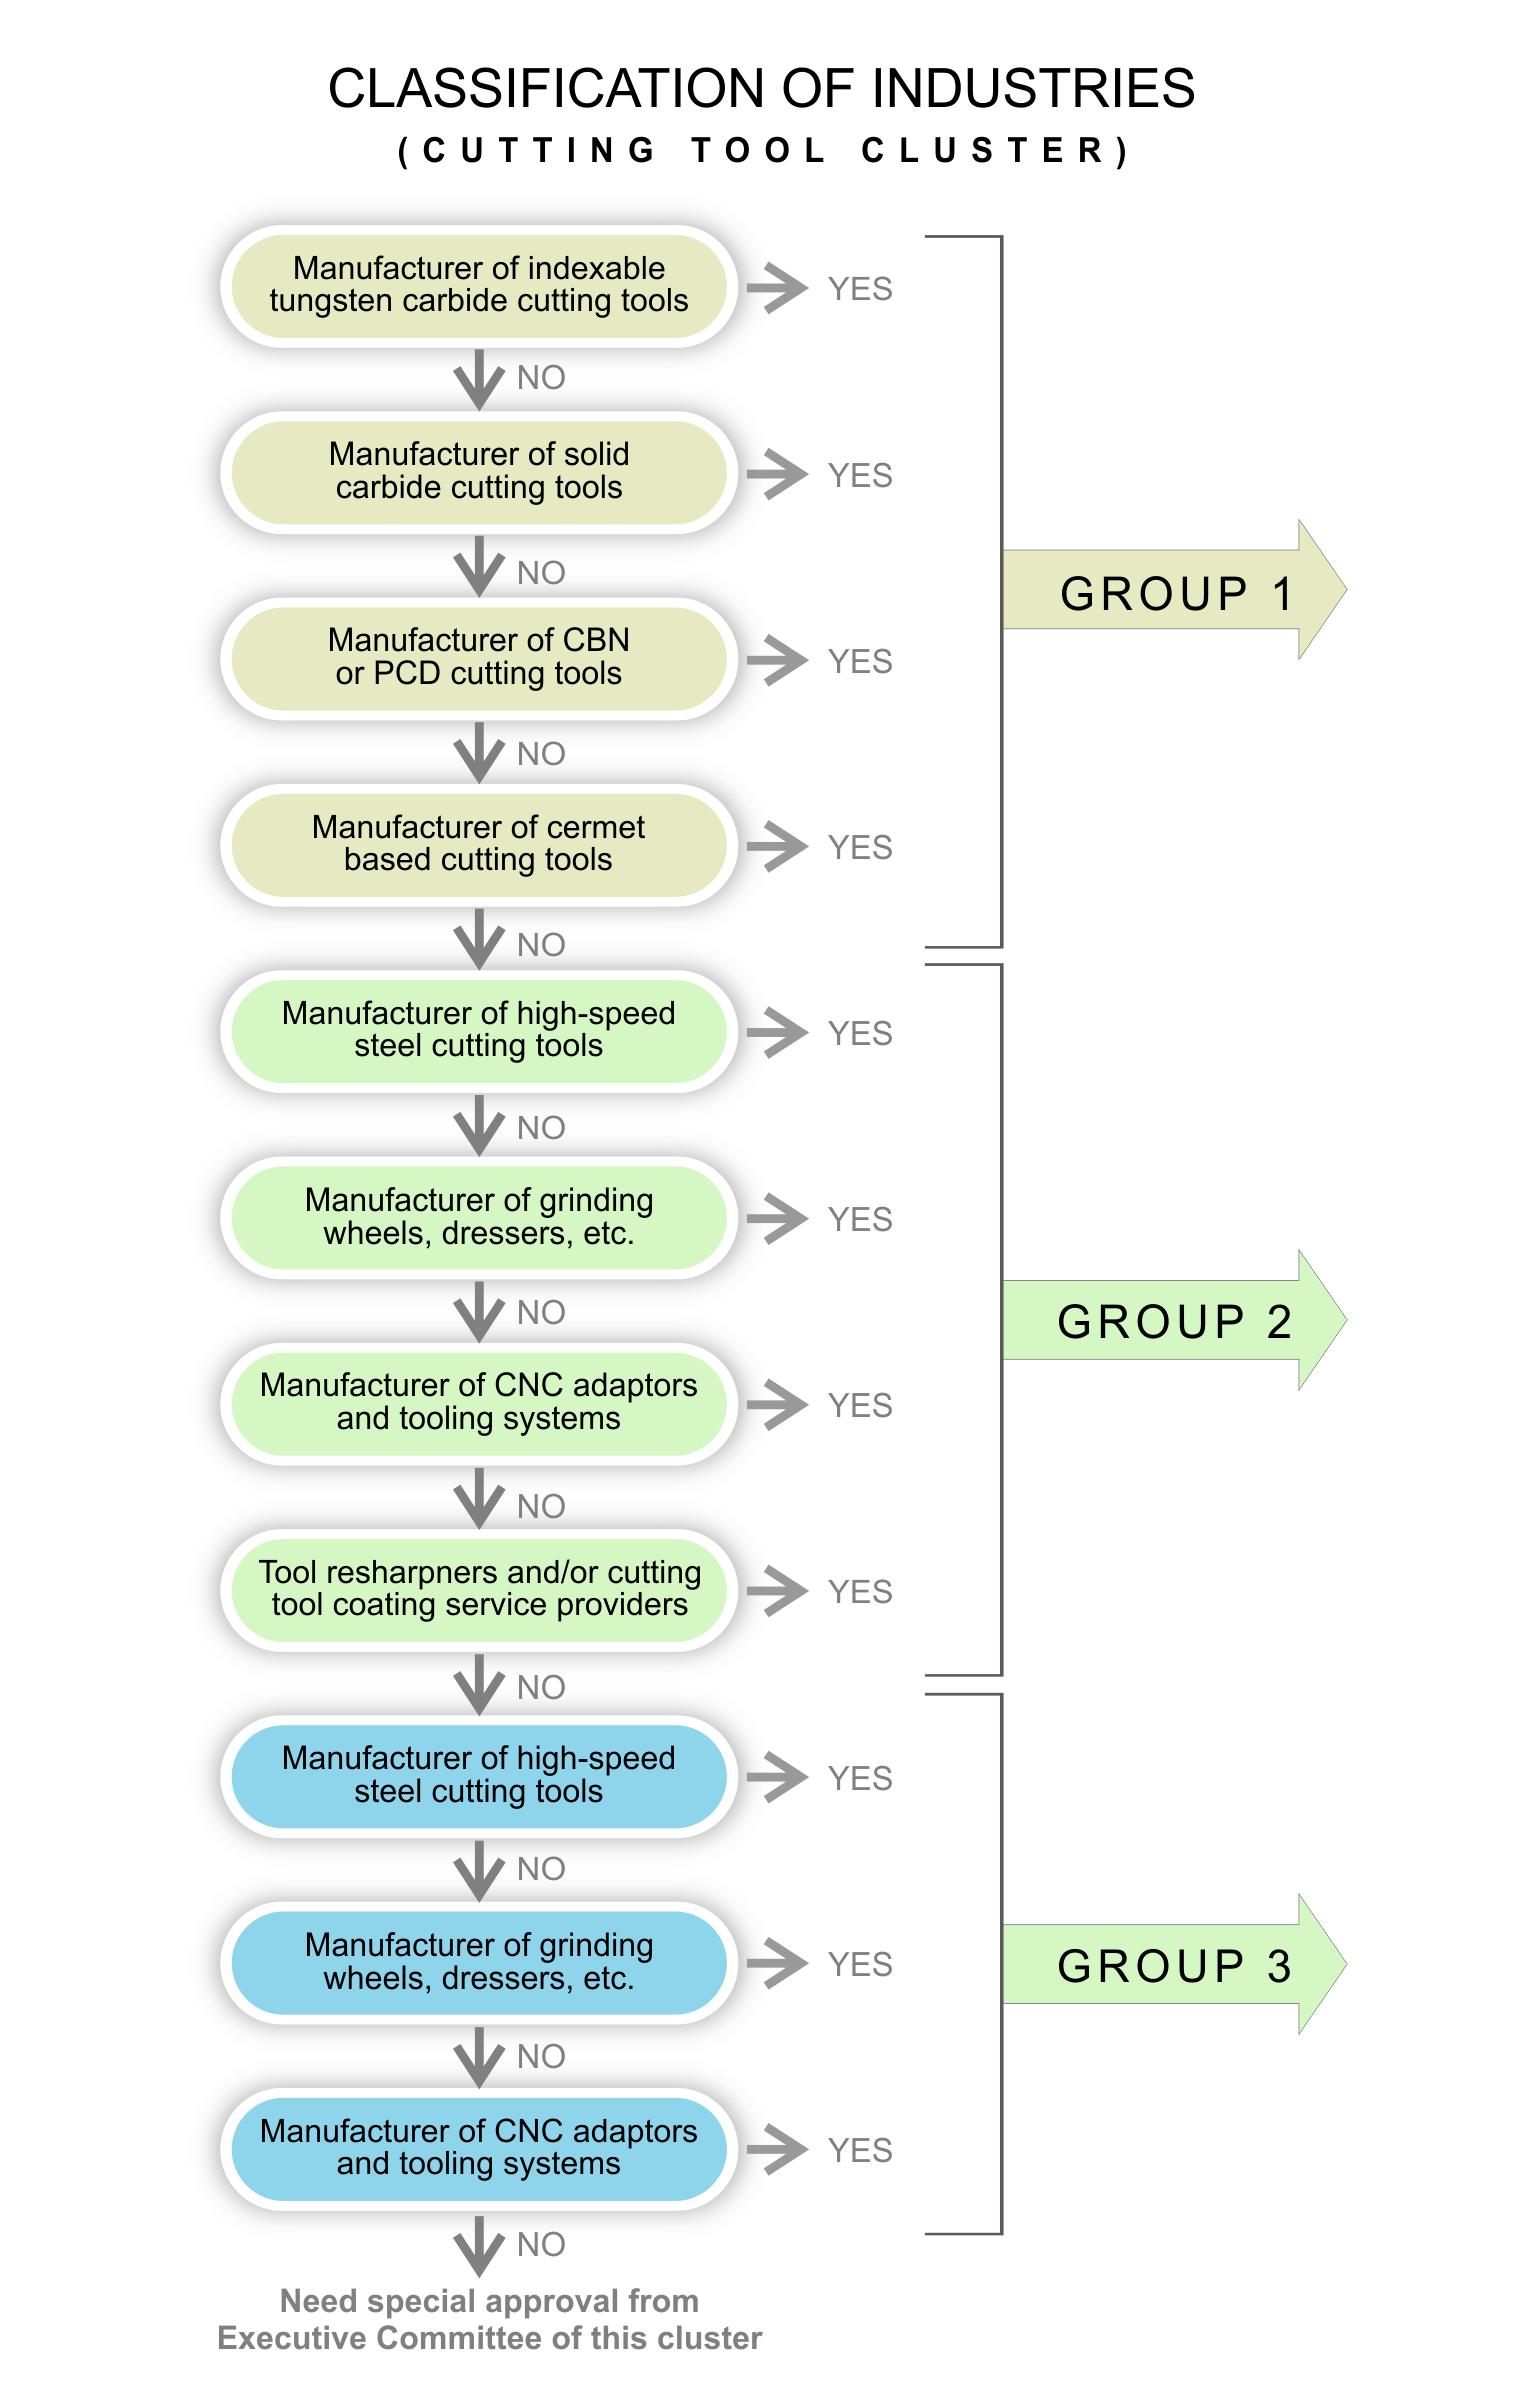 CLASSIFICATION OF INDUSTRIES
(CUTTING TOOL CLUSTER)
Manufacturer of indexable
tungsten carbide cutting tools
YES
NO
Manufacturer of solid
carbide cutting tools
YES
NO
GROUP 1
Manufacturer of CBN
or PCD cutting tools
YES
NO
Manufacturer of cermet
based cutting tools
YES
NO
Manufacturer of high-speed
steel cutting tools
YES
NO
Manufacturer of grinding
wheels, dressers, etc.
YES
NO
GROUP 2
Manufacturer of CNC adaptors
and tooling systems
YES
NO
Tool resharpners and/or cutting
tool coating service providers
YES
NO
Manufacturer of high-speed
steel cutting tools
YES
NO
Manufacturer of grinding
wheels, dressers, etc.
YES
GROUP 3
NO
Manufacturer of CNC adaptors
and tooling systems
YES
NO
Need special approval from
Executive Committee of this cluster